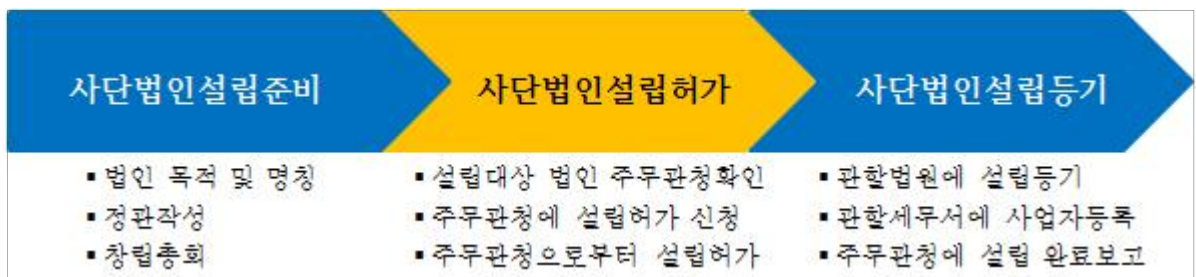 사단법인설립준비
사단법인설립허가
사단법인설립등기
▪법인 목적 및 명칭
▪정관작성
▪창립총회
▪설립대상 법인 주무관청확인
▪주무관청에 설립허가 신청
▪주무관청으로부터 설립허가
▪관할법원에 설립등기
▪관할세무서에 사업자등록
▪주무관청에 설립 완료보고